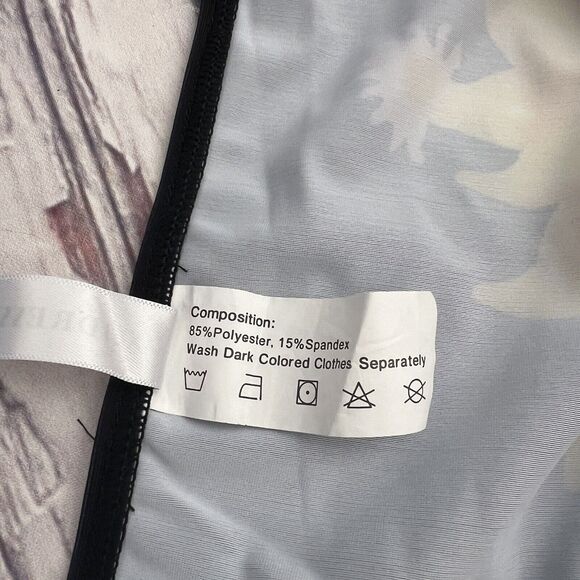 Composition:
85%Polyester, 15%Spandex
Wash Dark Colored Clothes Separately